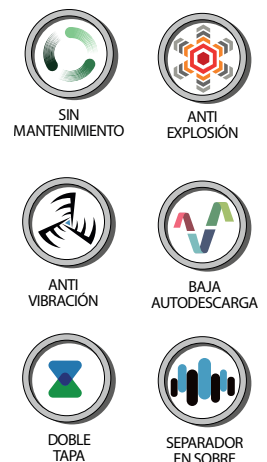 SIN
MANTENIMIENTO
ANTI
EXPLOSIÓN
ANTI
VIBRACIÓN
BAJA
AUTODESCARGA
DOBLE
TAPA
SEPARADOR
EN SOBRE